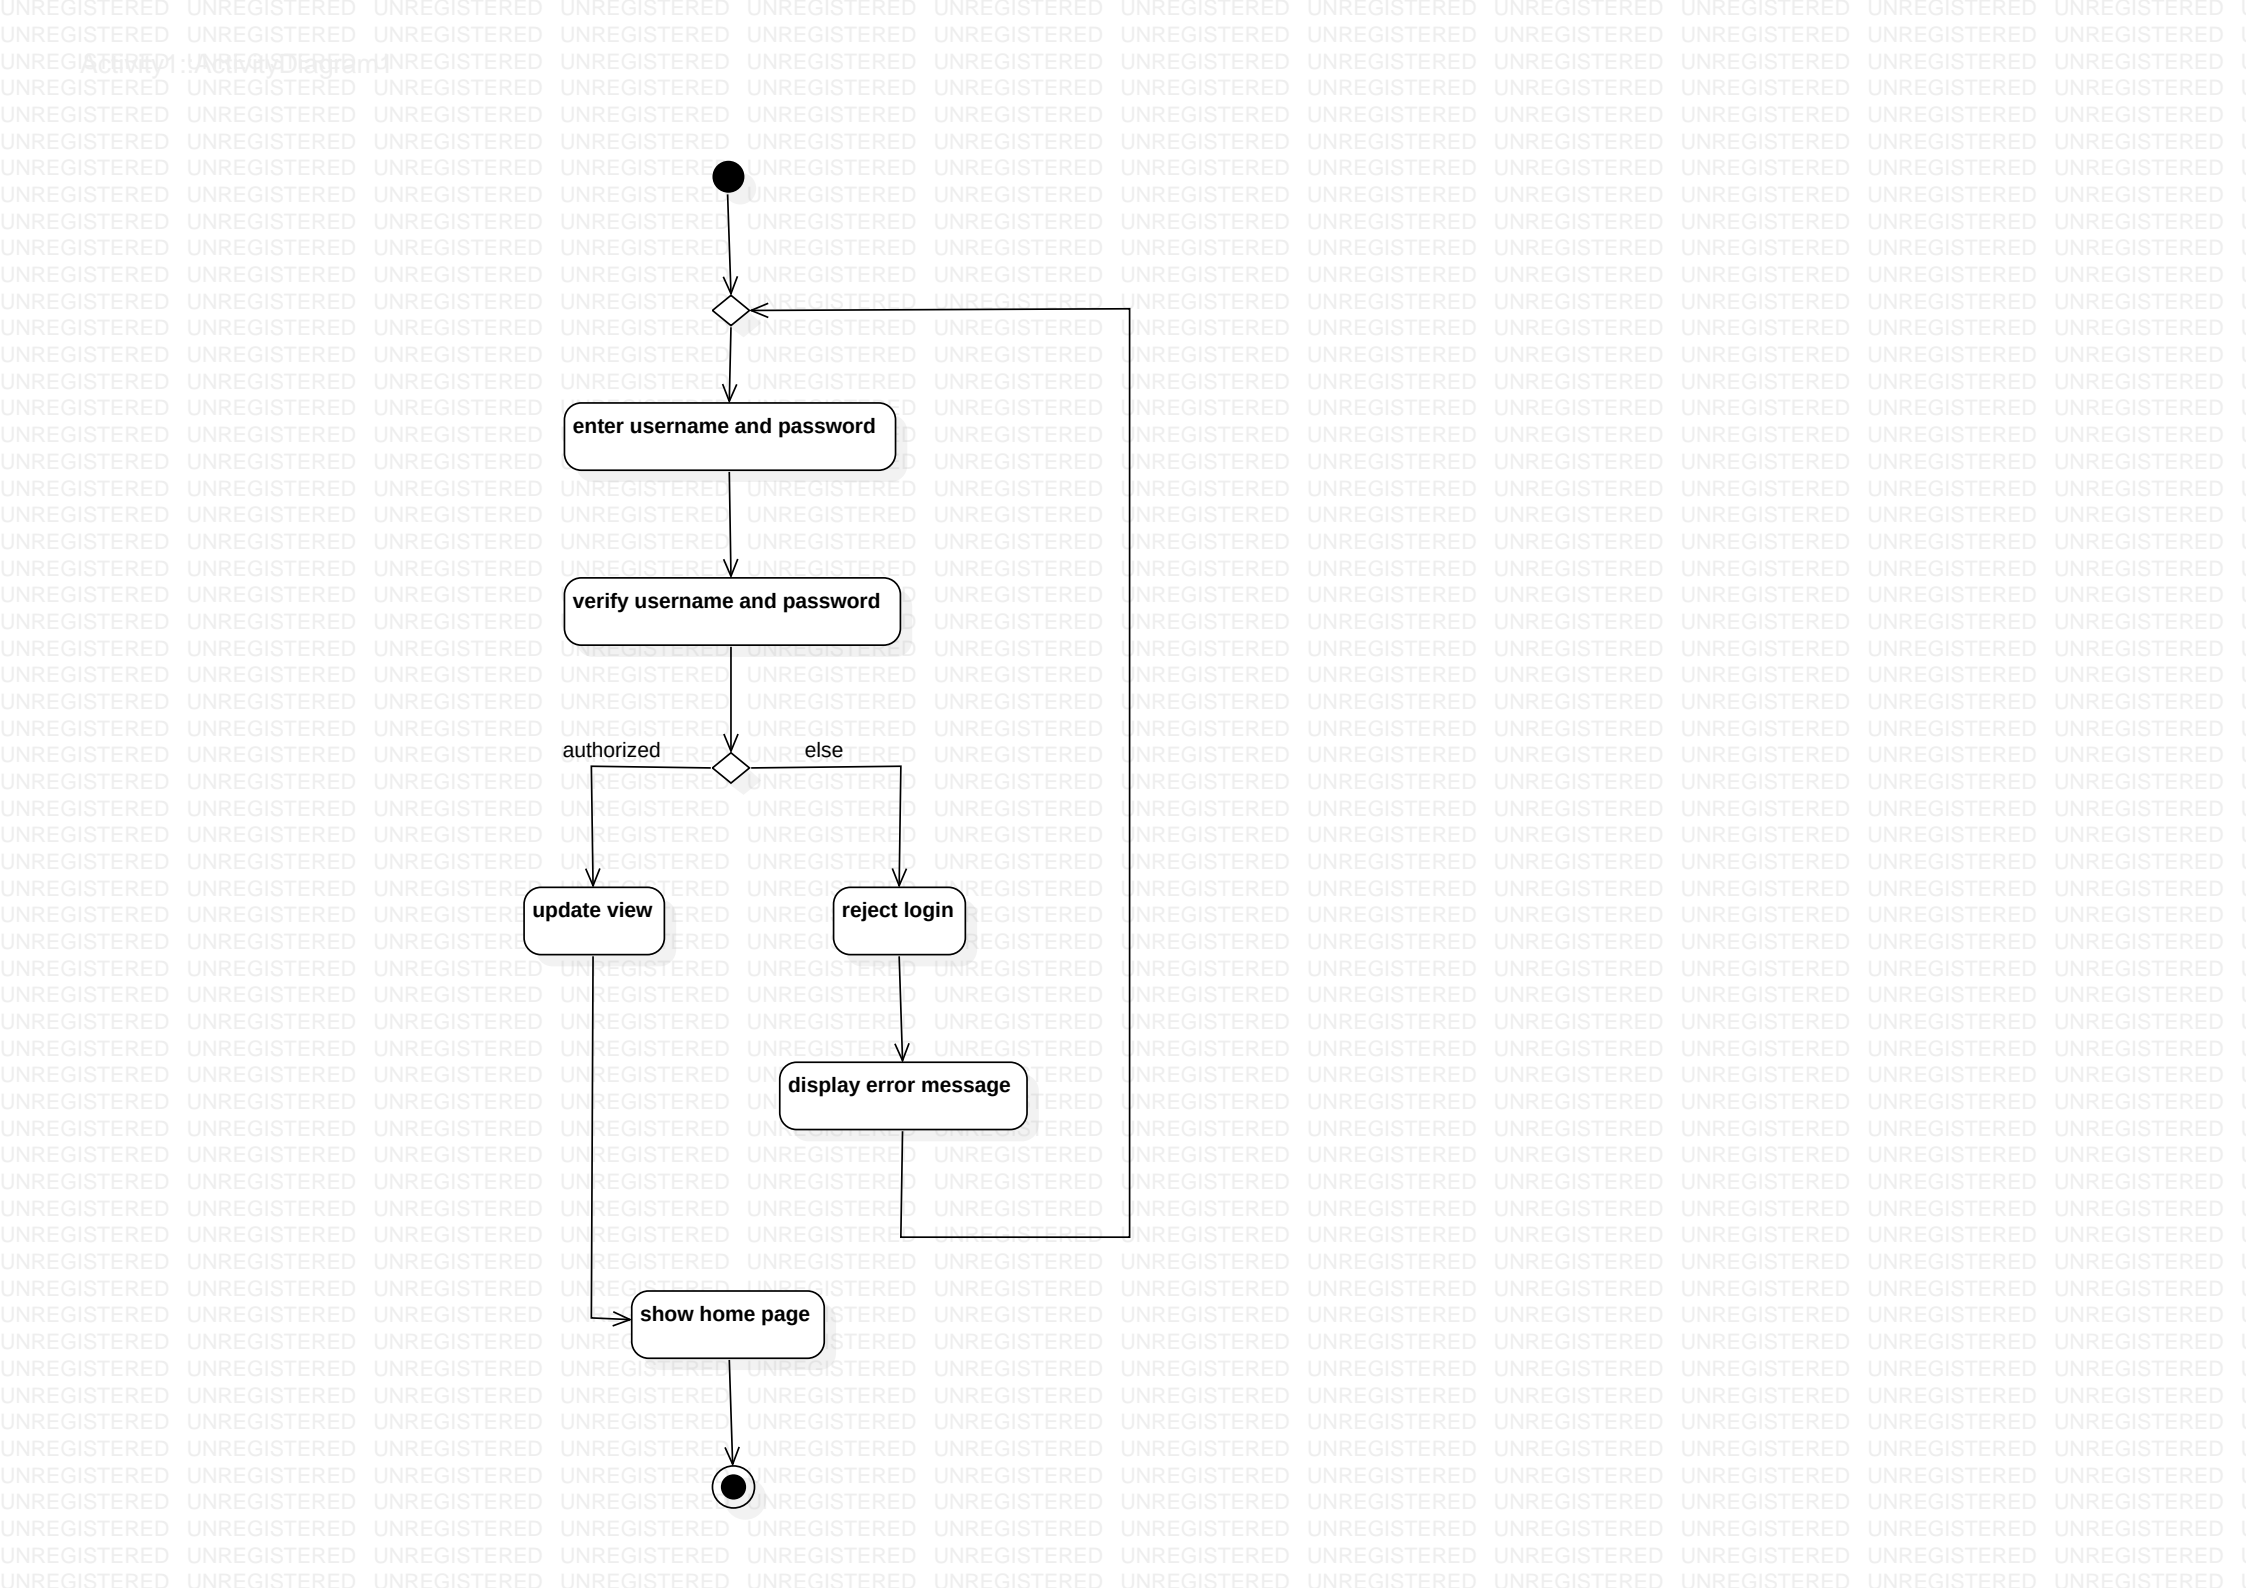 Activity1::ActivityDiagram1
enter username and password
verify username and password
authorized
else
update view
reject login
display error message
show home page
UNREGISTERED